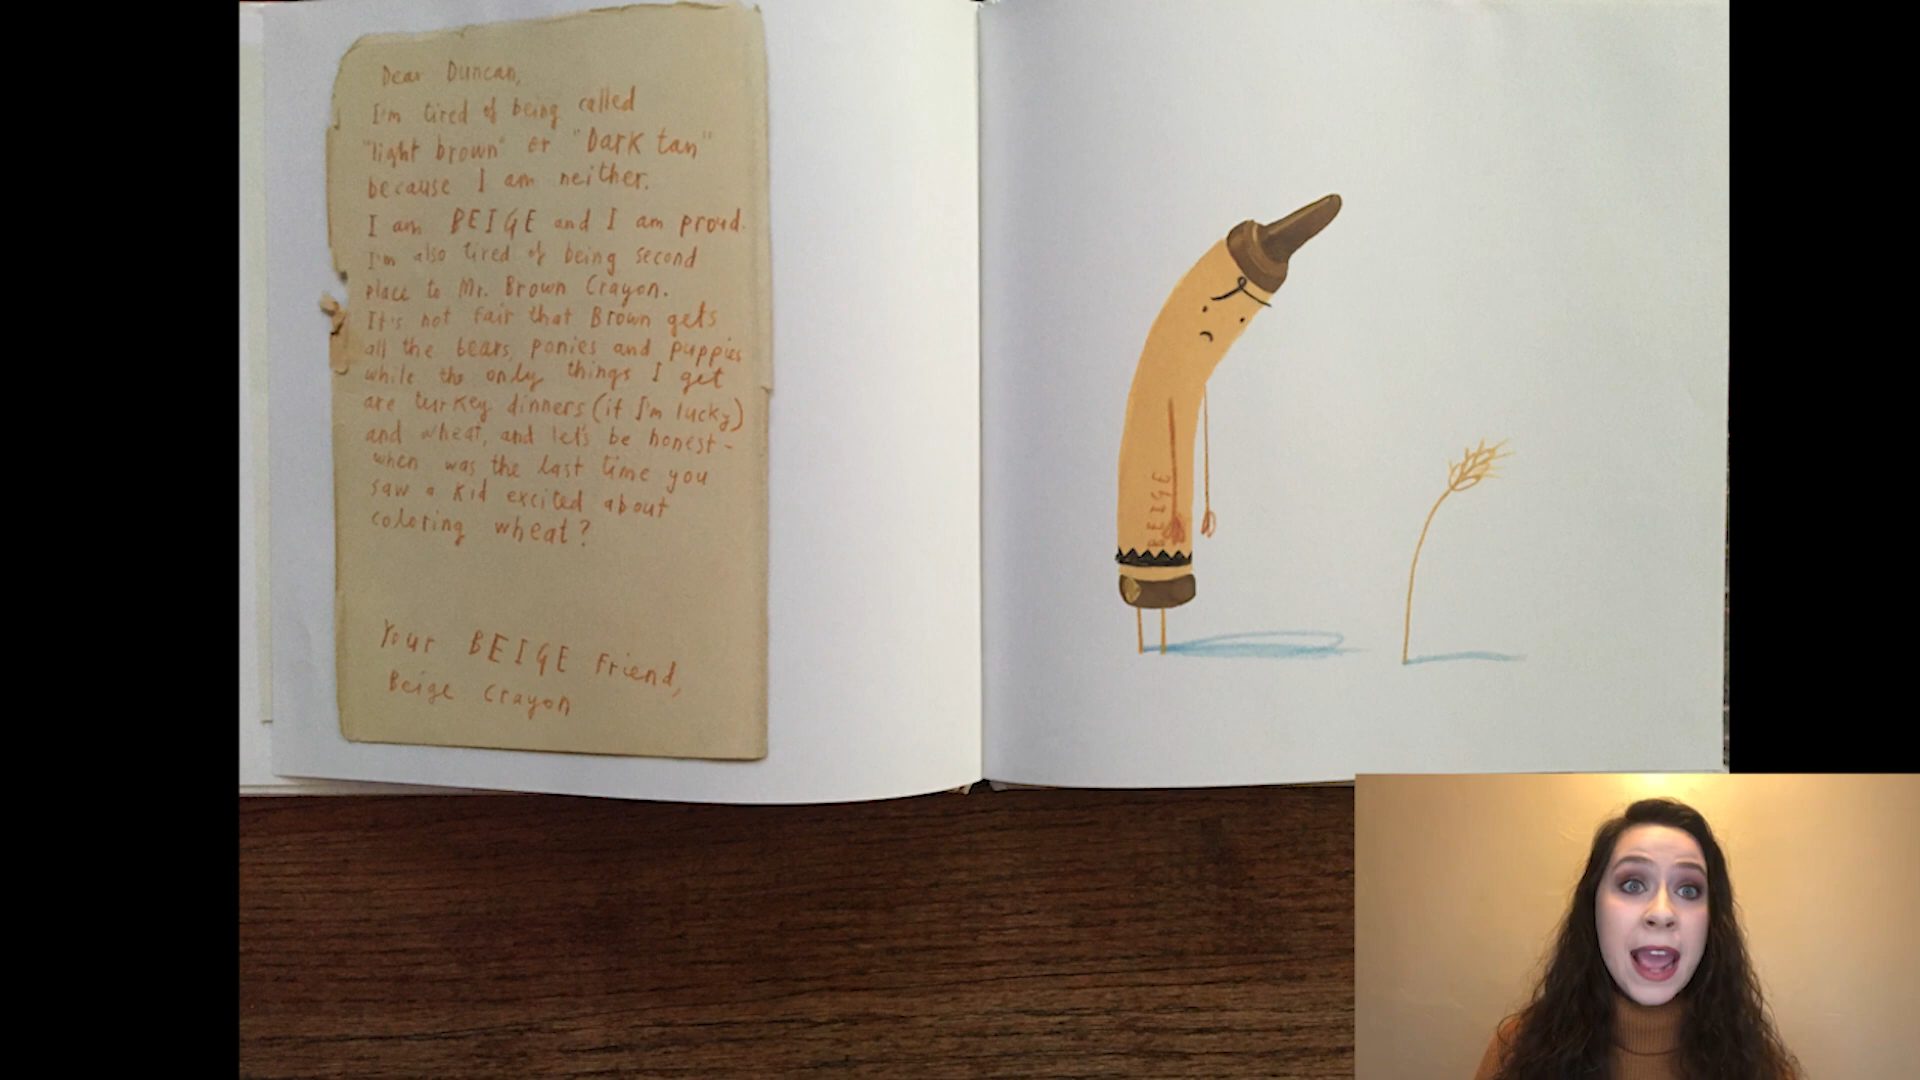 Dear Duncan,
I'm tired of being called
"light brown" or "Dark tan"
because I am neither.
I am BEIGE and I am proud.
I'm also tired of being second
place to Mr. Brown Crayon.
It's not fair that Brown gets
all the bears, ponies and puppies
while the only things I get
are turkey dinners (if I'm lucky)
and wheat, and let's be honest-
when was the last time you
saw a kid excited about
coloring wheat?
Your BEIGE friend,
Beige Crayon
BEIGE